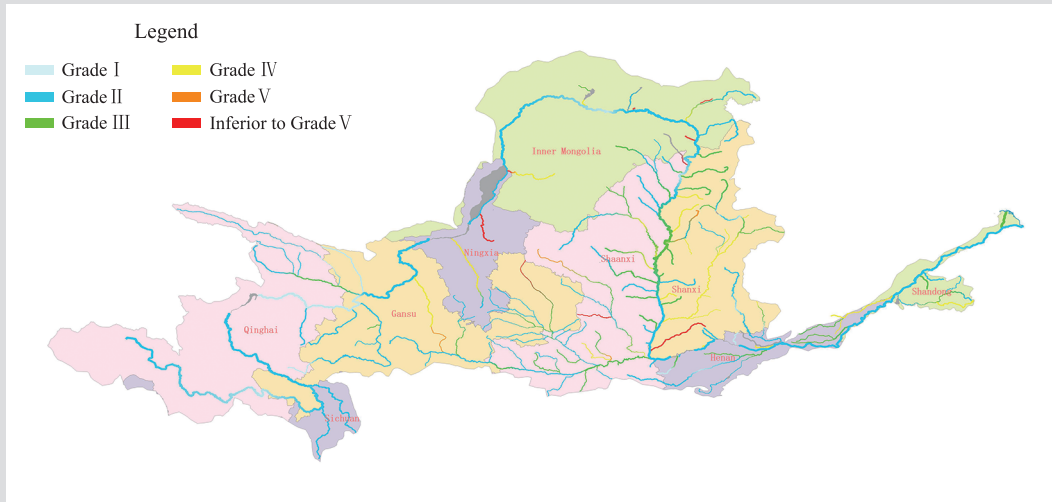 Legend
Grade Ⅰ
Grade Ⅳ
Grade Ⅱ
Grade Ⅴ
Grade Ⅲ
Inferior to Grade Ⅴ
Inner Mongolia
Ningxia
Shaanxi
Shanxi
Shandong
Gansu
Qinghai
Henan
Sichuan